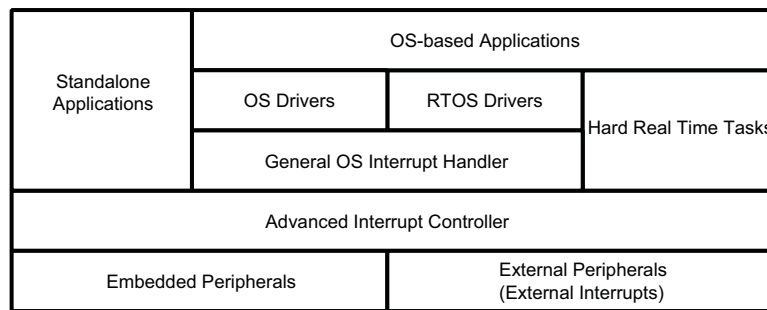 OS-based Applications
Standalone
Applications
OS Drivers
RTOS Drivers
Hard Real Time Tasks
General OS Interrupt Handler
Advanced Interrupt Controller
Embedded Peripherals
External Peripherals
(External Interrupts)